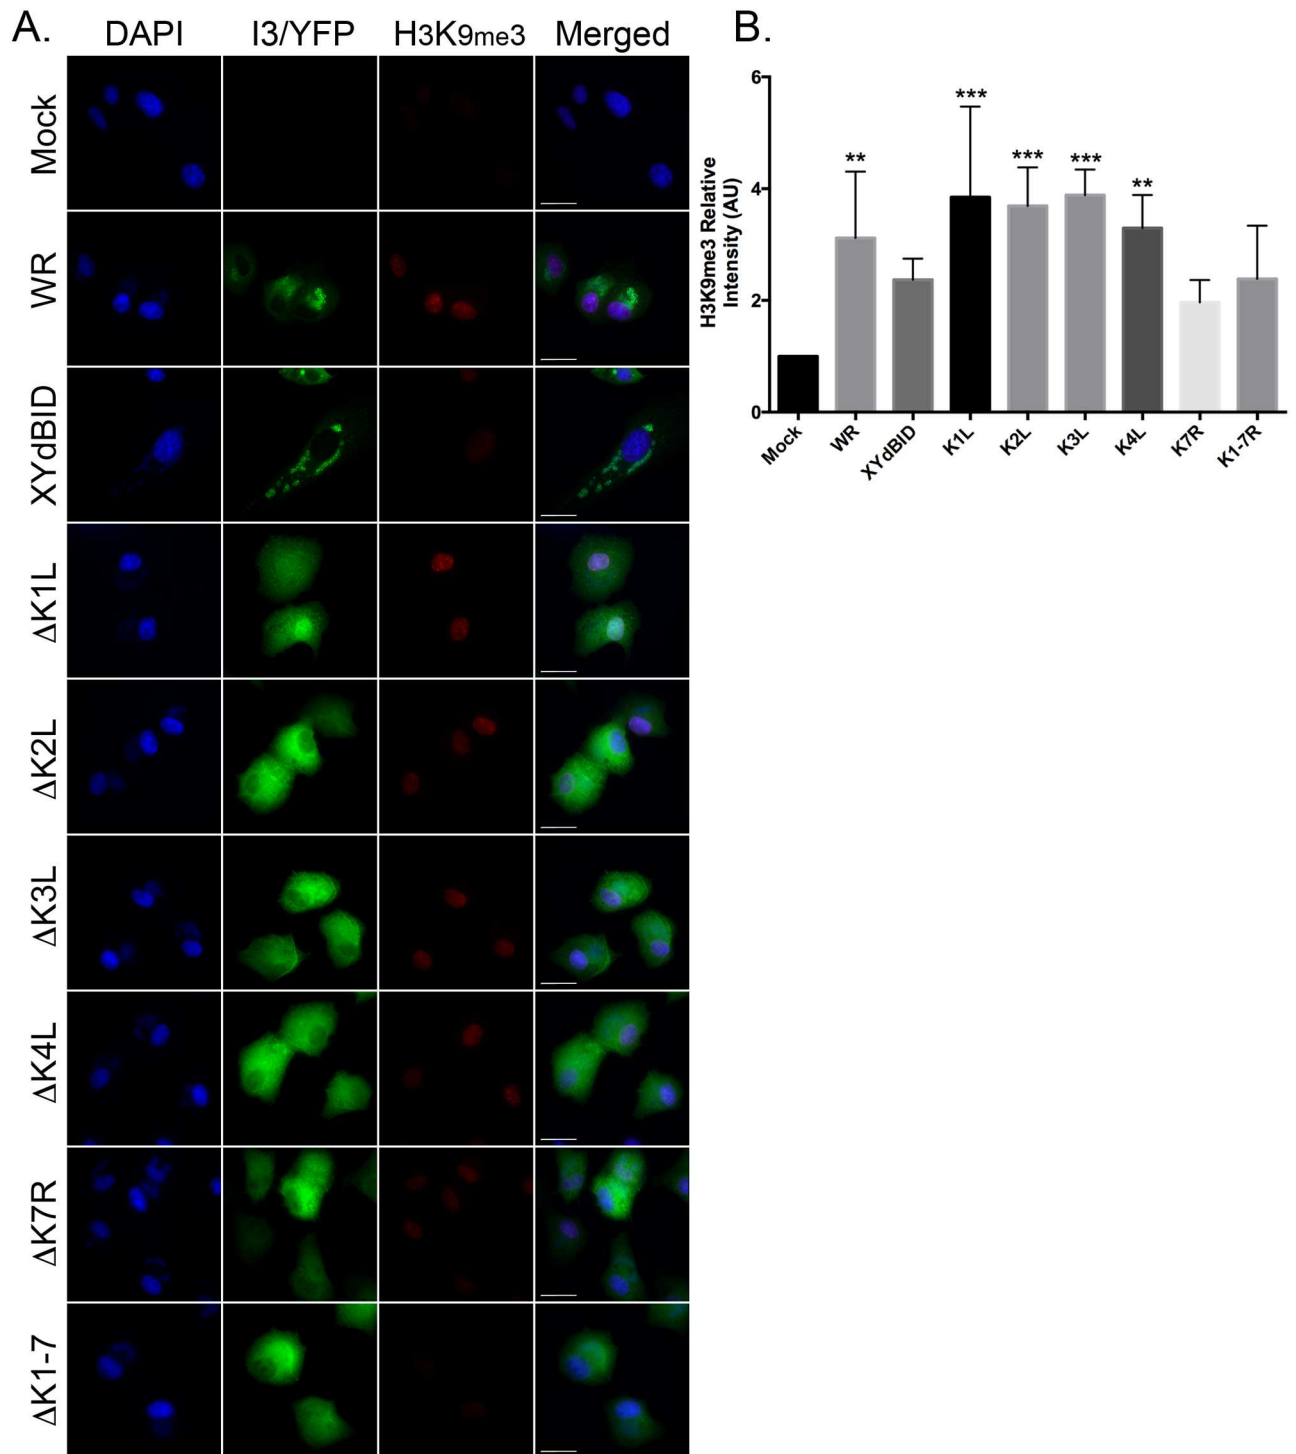 A.
DAPI I3/YFP H3K9me3 Merged
Mock
WR
XYdBID
ΔK1L
ΔK2L
ΔK3L
ΔK4L
ΔK7R
ΔK1-7
B.
H3K9me3 Relative
Intensity (AU)
6
4
2
0
**
***
***
***
**
Mock WR XYdBID K1L K2L K3L K4L K7R K1-7R